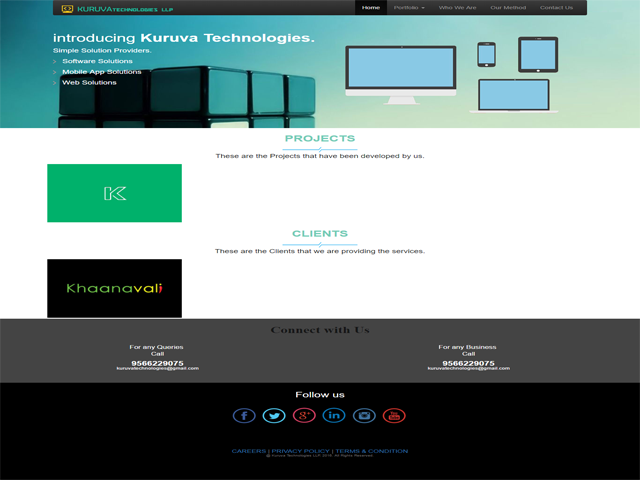 KURUVATECHNOLOGIES LLP
Home Portfolio Who We Are Our Method Contact Us
introducing Kuruva Technologies.
Simple Solution Providers.
Software Solutions
Mobile App Solutions
Web Solutions
PROJECTS
These are the Projects that have been developed by us.
K
CLIENTS
These are the Clients that we are providing the services.
Khaanavali
Connect with Us
For any Queries
Call
9566229075
kuruvatechnologies@gmail.com
For any Business
Call
9566229075
kuruvatechnologies@gmail.com
Follow us
CAREERS | PRIVACY POLICY | TERMS & CONDITION
@ Kuruva Technologies LLP, 2016. All Rights Reserved.